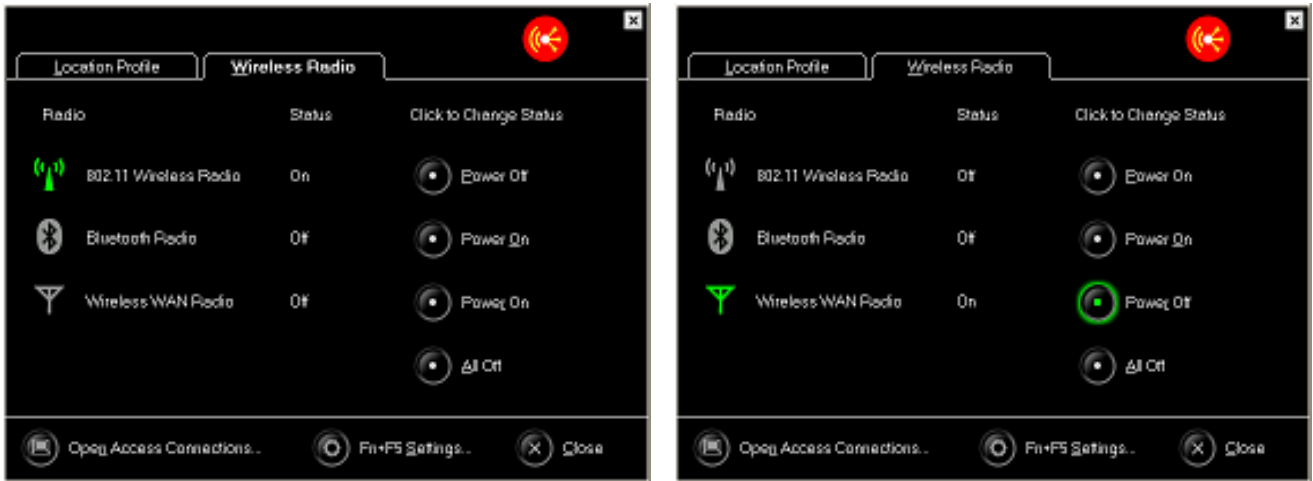 Location Profile Wireless Radio
Radio Status Click to Change Status
802.11 Wireless Radio On Power Off
Bluetooth Radio Off Power On
Wireless WAN Radio Off Power On
All Off
Open Access Connections... Fn+F5 Settings... Close
Location Profile Wireless Radio
Radio Status Click to Change Status
802.11 Wireless Radio Off Power On
Bluetooth Radio Off Power On
Wireless WAN Radio On Power Off
All Off
Open Access Connections... Fn+F5 Settings... Close